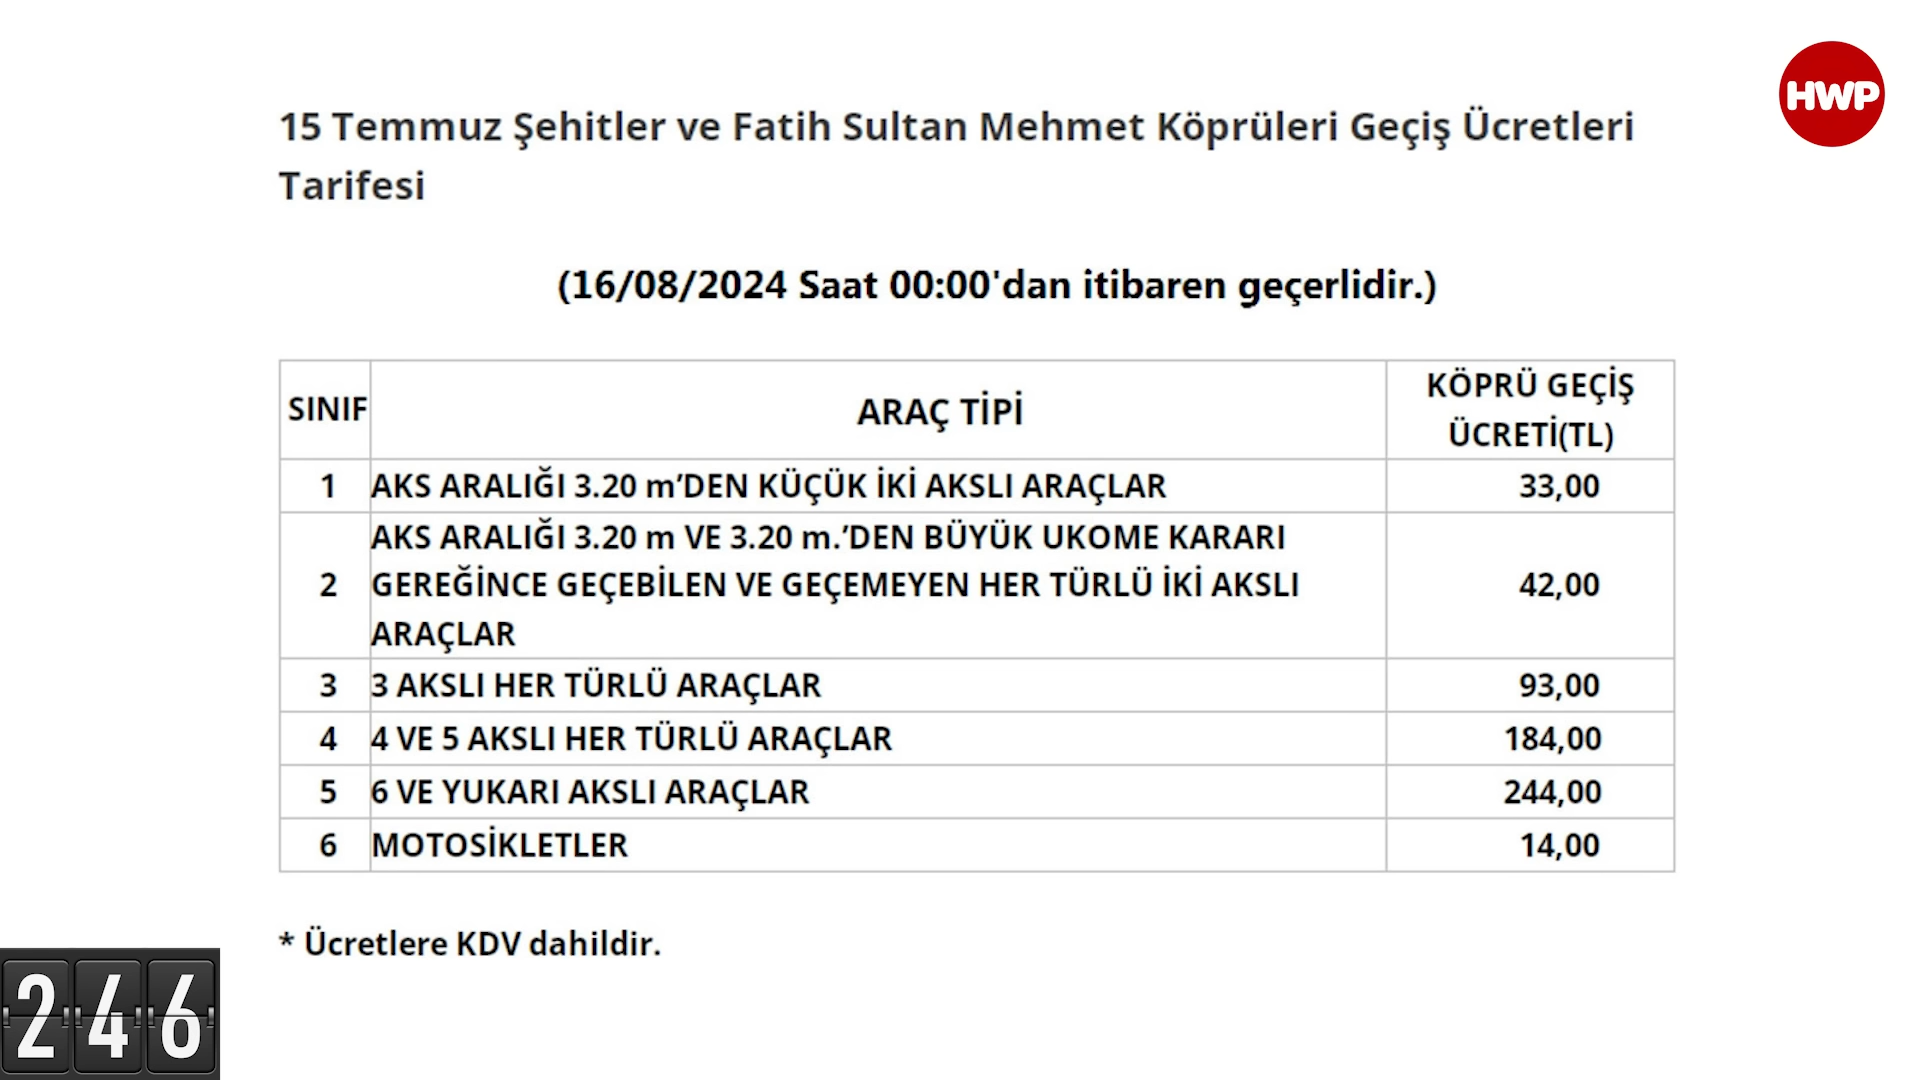 HWP
15 Temmuz Şehitler ve Fatih Sultan Mehmet Köprüleri Geçiş Ücretleri
Tarifesi
(16/08/2024 Saat 00:00'dan itibaren geçerlidir.)
SINIF ARAÇ TİPİ KÖPRÜ GEÇİŞ
ÜCRETİ(TL)
1 AKS ARALIĞI 3.20 m’DEN KÜÇÜK İKİ AKSLI ARAÇLAR 33,00
AKS ARALIĞI 3.20 m VE 3.20 m.’DEN BÜYÜK UKOME KARARI
2 GEREĞİNCE GEÇEBİLEN VE GEÇEMEYEN HER TÜRLÜ İKİ AKSLI 42,00
ARAÇLAR
3 3 AKSLI HER TÜRLÜ ARAÇLAR 93,00
4 4 VE 5 AKSLI HER TÜRLÜ ARAÇLAR 184,00
5 6 VE YUKARI AKSLI ARAÇLAR 244,00
6 MOTOSİKLETLER 14,00
* Ücretlere KDV dahildir.
246